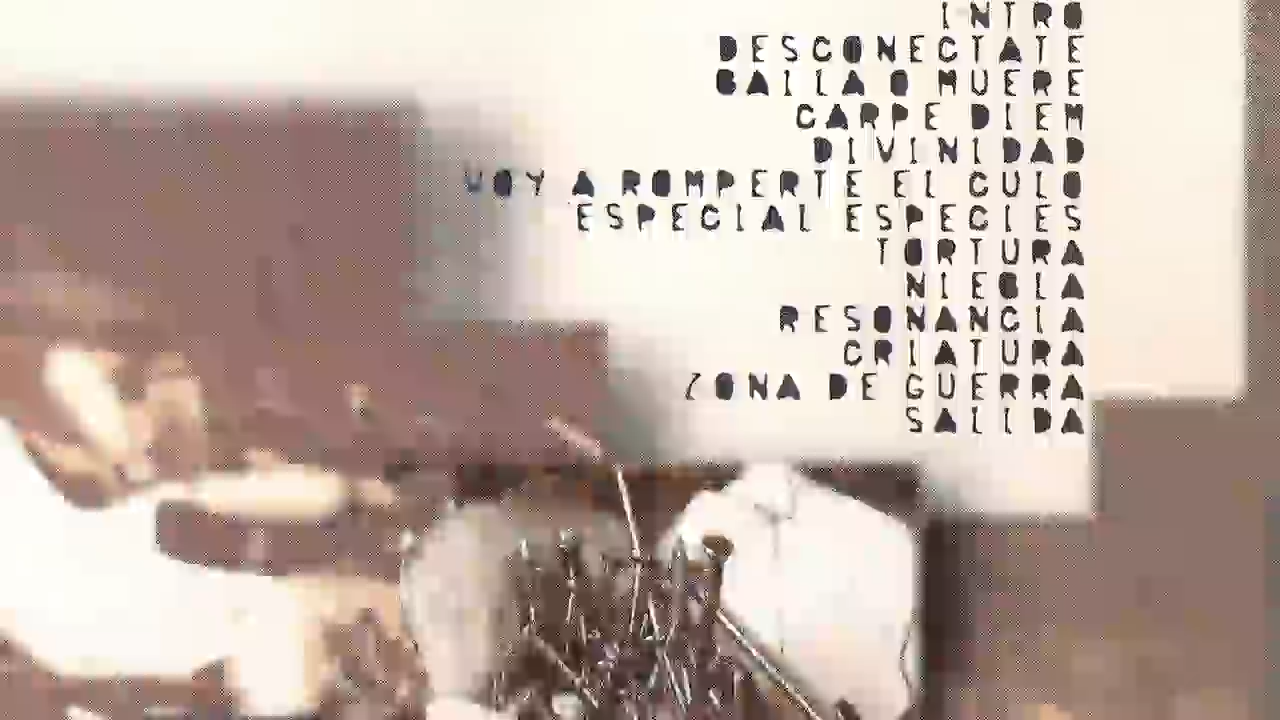 INTRO
DESCONECTATE
BAILA O MUERE
CARPE DIEM
DIVINIDAD
VOY A ROMPERTE EL CULO
ESPECIAL ESPECIES
TORTURA
NIEBLA
RESONANCIA
CRIATURA
ZONA DE GUERRA
SALIDA